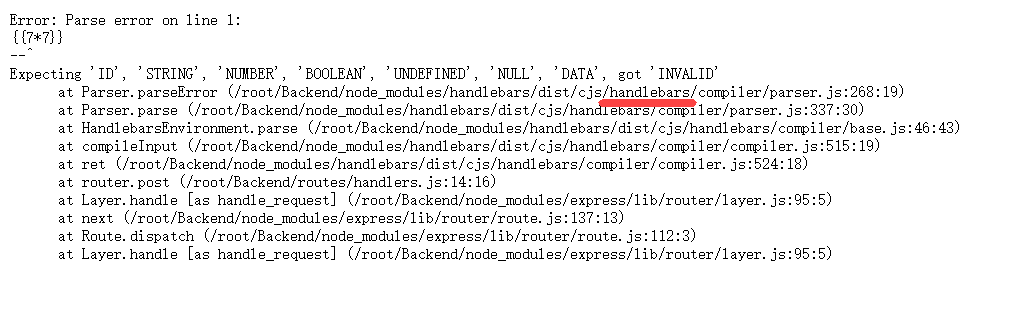 Error: Parse error on line 1:
{{7*7}}
--^
Expecting 'ID', 'STRING', 'NUMBER', 'BOOLEAN', 'UNDEFINED', 'NULL', 'DATA', got 'INVALID'
at Parser.parseError (/root/Backend/node_modules/handlebars/dist/cjs/handlebars/compiler/parser.js:268:19)
at Parser.parse (/root/Backend/node_modules/handlebars/dist/cjs/handlebars/compiler/parser.js:337:30)
at HandlebarsEnvironment.parse (/root/Backend/node_modules/handlebars/dist/cjs/handlebars/compiler/base.js:46:43)
at compileInput (/root/Backend/node_modules/handlebars/dist/cjs/handlebars/compiler/compiler.js:515:19)
at ret (/root/Backend/node_modules/handlebars/dist/cjs/handlebars/compiler/compiler.js:524:18)
at router.post (/root/Backend/routes/handlers.js:14:16)
at Layer.handle [as handle_request] (/root/Backend/node_modules/express/lib/router/layer.js:95:5)
at next (/root/Backend/node_modules/express/lib/router/route.js:137:13)
at Route.dispatch (/root/Backend/node_modules/express/lib/router/route.js:112:3)
at Layer.handle [as handle_request] (/root/Backend/node_modules/express/lib/router/layer.js:95:5)